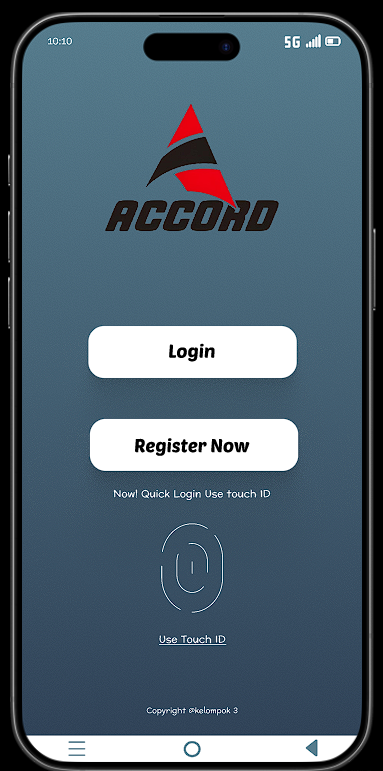 10:10
5G
ACCORD
Login
Register Now
Now! Quick Login Use touch ID
Use Touch ID
Copyright @kelompok 3